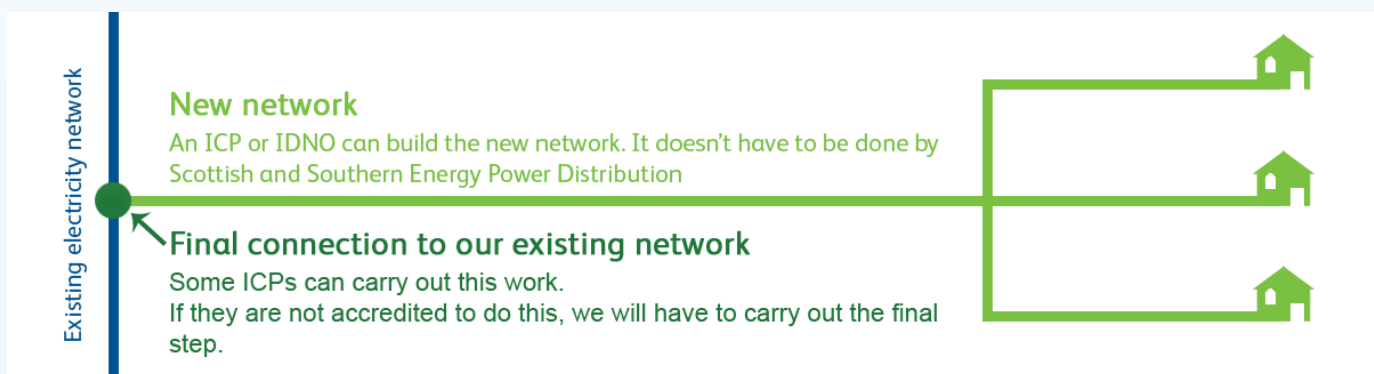 Existing electricity network
New network
An ICP or IDNO can build the new network. It doesn't have to be done by
Scottish and Southern Energy Power Distribution
Final connection to our existing network
Some ICPs can carry out this work.
If they are not accredited to do this, we will have to carry out the final
step.